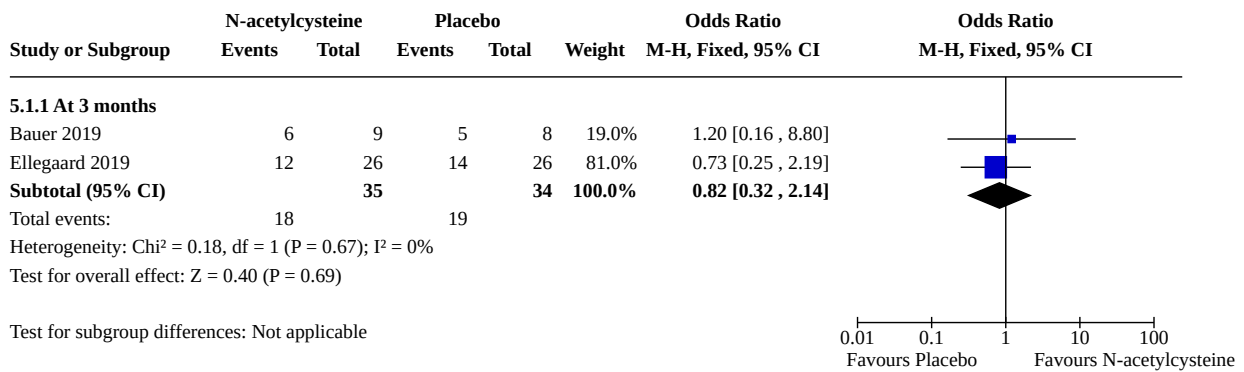 N-acetylcysteine Placebo Odds Ratio Odds Ratio
Study or Subgroup Events Total Events Total Weight M-H, Fixed, 95% CI M-H, Fixed, 95% CI
5.1.1 At 3 months
Bauer 2019 6 9 5 8 19.0% 1.20 [0.16 , 8.80]
Ellegaard 2019 12 26 14 26 81.0% 0.73 [0.25 , 2.19]
Subtotal (95% CI) 35 34 100.0% 0.82 [0.32 , 2.14]
Total events: 18 19
Heterogeneity: Chi² = 0.18, df = 1 (P = 0.67); I² = 0%
Test for overall effect: Z = 0.40 (P = 0.69)
Test for subgroup differences: Not applicable
0.01 0.1 1 10 100
Favours Placebo Favours N-acetylcysteine